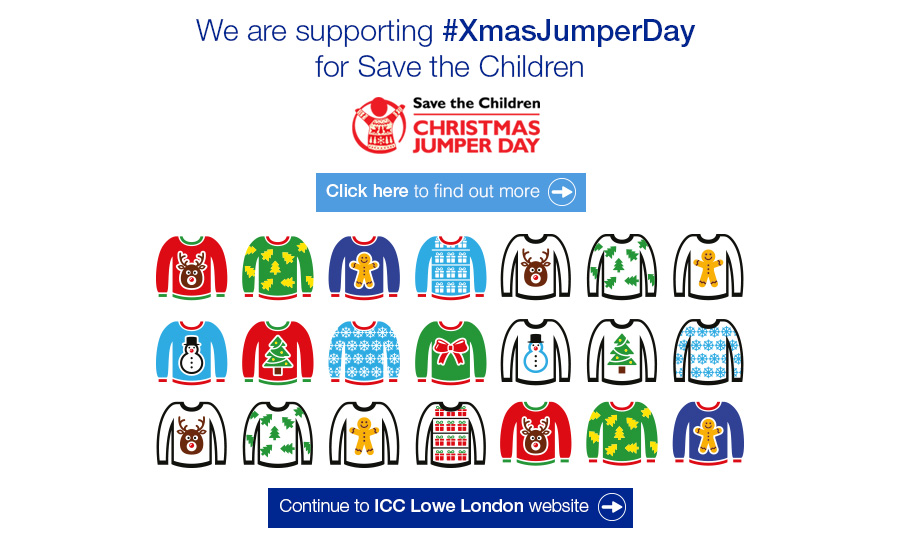 We are supporting #XmasJumperDay
for Save the Children
Save the Children
CHRISTMAS
JUMPER DAY
Click here to find out more
Continue to ICC Lowe London website